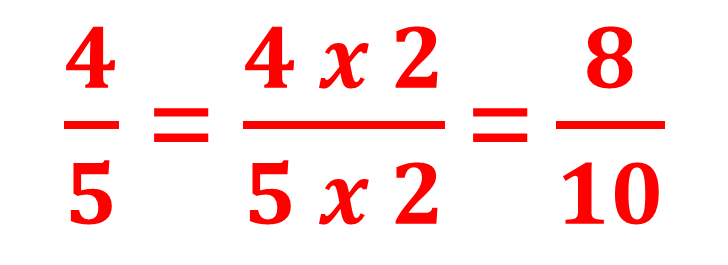 4/5 = 4 x 2/5 x 2 = 8/10